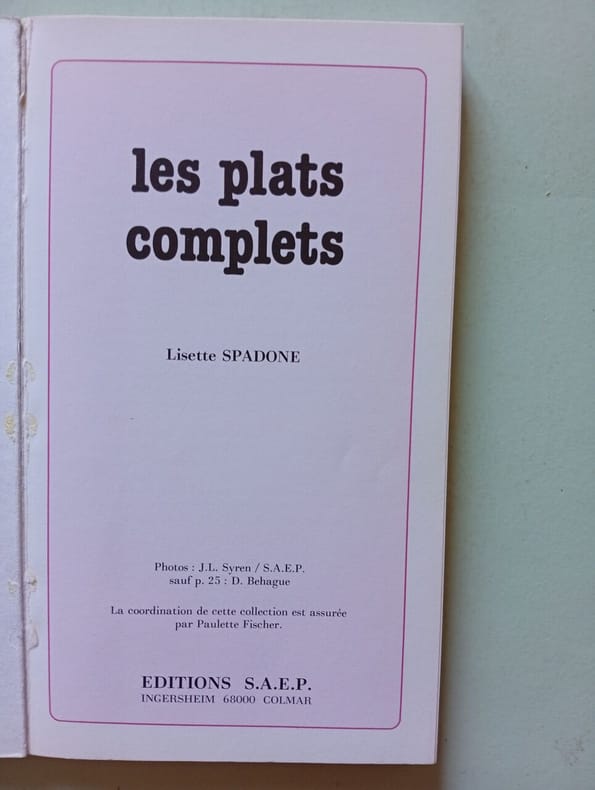 les plats
complets
Lisette SPADONE
Photos : J.L. Syren / S.A.E.P.
sauf p. 25 : D. Behague
La coordination de cette collection est assurée
par Paulette Fischer.
EDITIONS S.A.E.P.
INGERSHEIM 68000 COLMAR